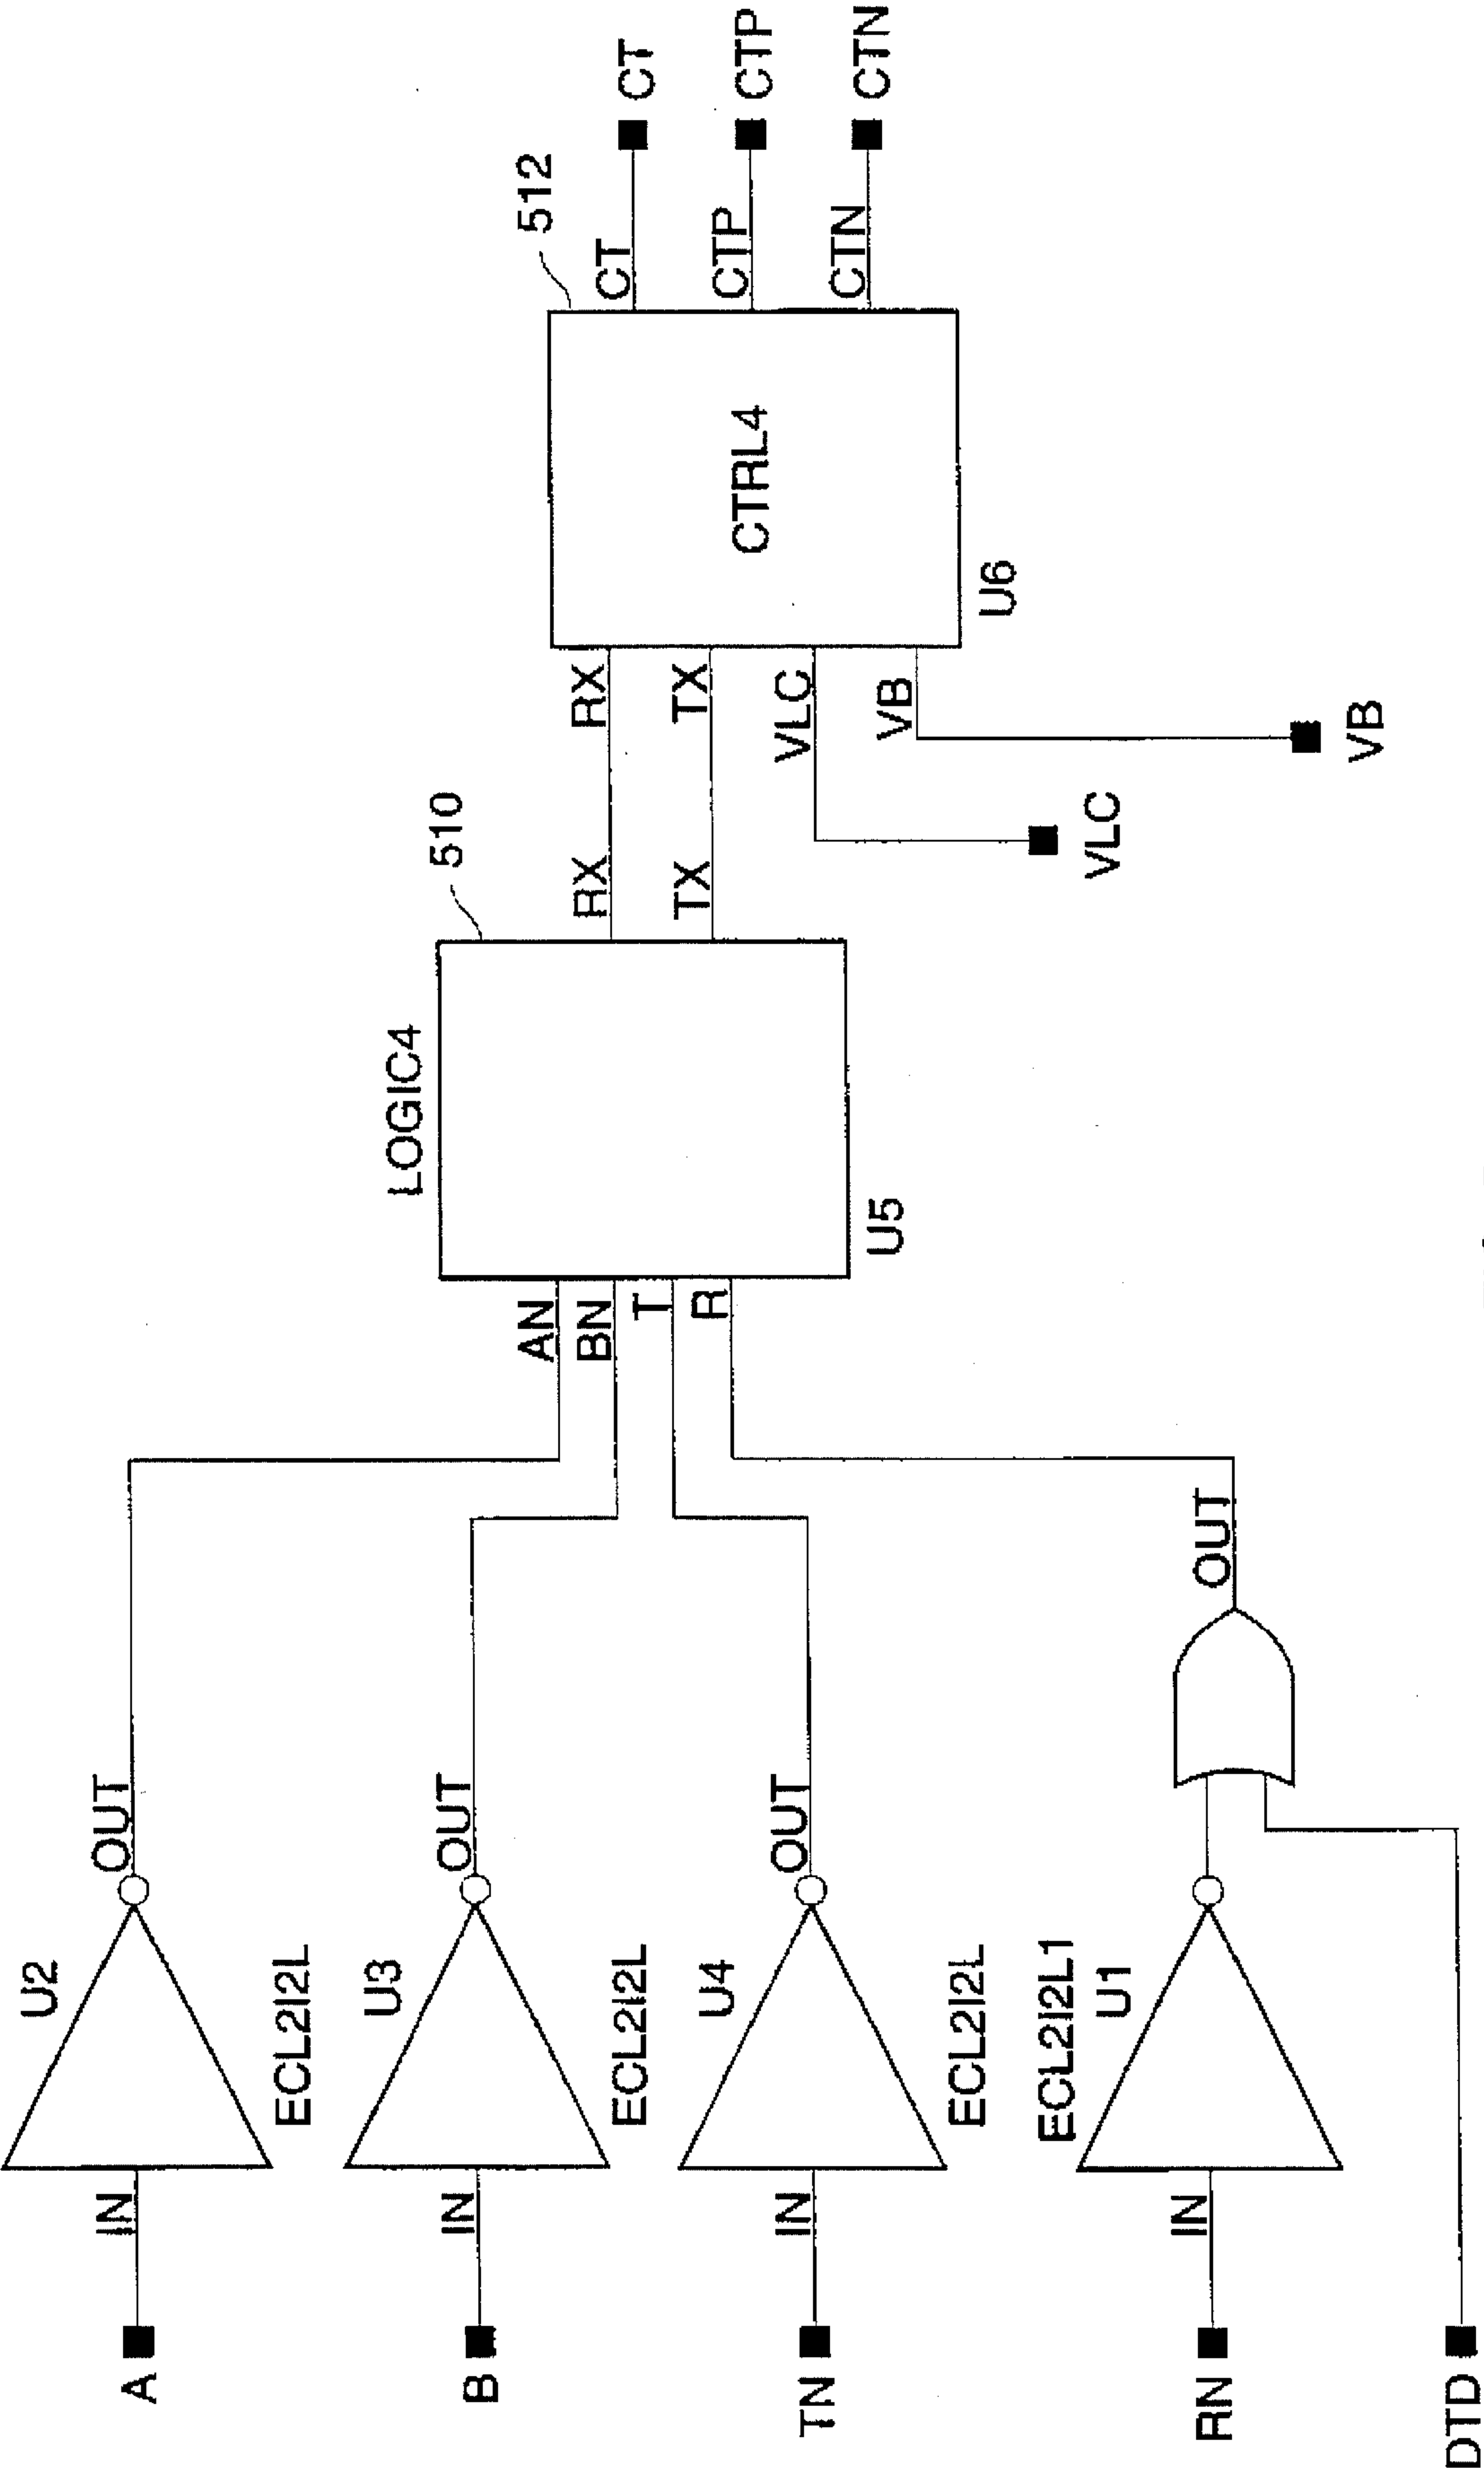 A
IN
U2
OUT
ECL2I2L
B
IN
U3
OUT
ECL2I2L
TN
IN
U4
OUT
ECL2I2L
RN
IN
ECL2I2L1
U1
OUT
DTD
LOGIC4
510
AN
BN
T
R
RX
TX
U5
512
RX
TX
VLC
VB
CTRL4
U6
CT
CTP
CTN
CT
CTP
CTN
VLC
VB